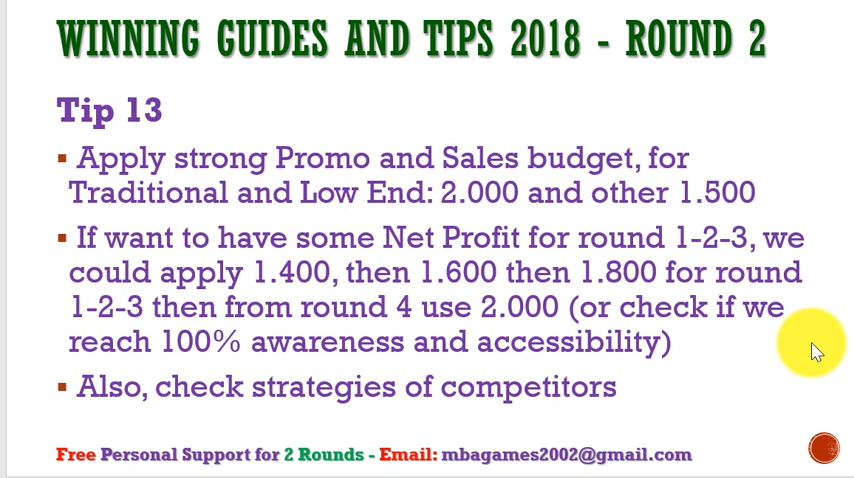 WINNING GUIDES AND TIPS 2018 - ROUND 2
Tip 13
▪ Apply strong Promo and Sales budget, for
Traditional and Low End: 2.000 and other 1.500
▪ If want to have some Net Profit for round 1-2-3, we
could apply 1.400, then 1.600 then 1.800 for round
1-2-3 then from round 4 use 2.000 (or check if we
reach 100% awareness and accessibility)
▪ Also, check strategies of competitors
Free Personal Support for 2 Rounds - Email: mbagames2002@gmail.com